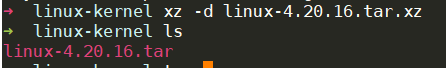 → linux-kernel xz -d linux-4.20.16.tar.xz
→ linux-kernel ls
linux-4.20.16.tar